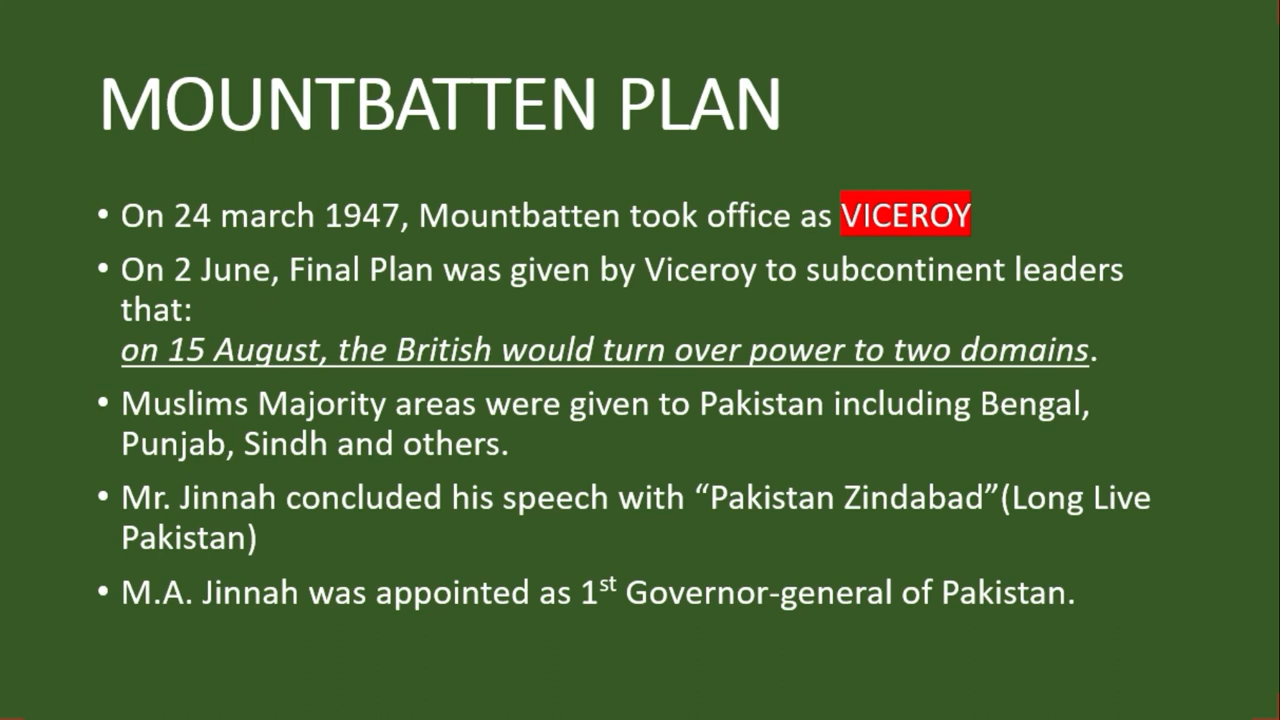 MOUNTBATTEN PLAN
• On 24 march 1947, Mountbatten took office as VICEROY
• On 2 June, Final Plan was given by Viceroy to subcontinent leaders
that:
on 15 August, the British would turn over power to two domains.
• Muslims Majority areas were given to Pakistan including Bengal,
Punjab, Sindh and others.
• Mr. Jinnah concluded his speech with “Pakistan Zindabad”(Long Live
Pakistan)
• M.A. Jinnah was appointed as 1st Governor-general of Pakistan.